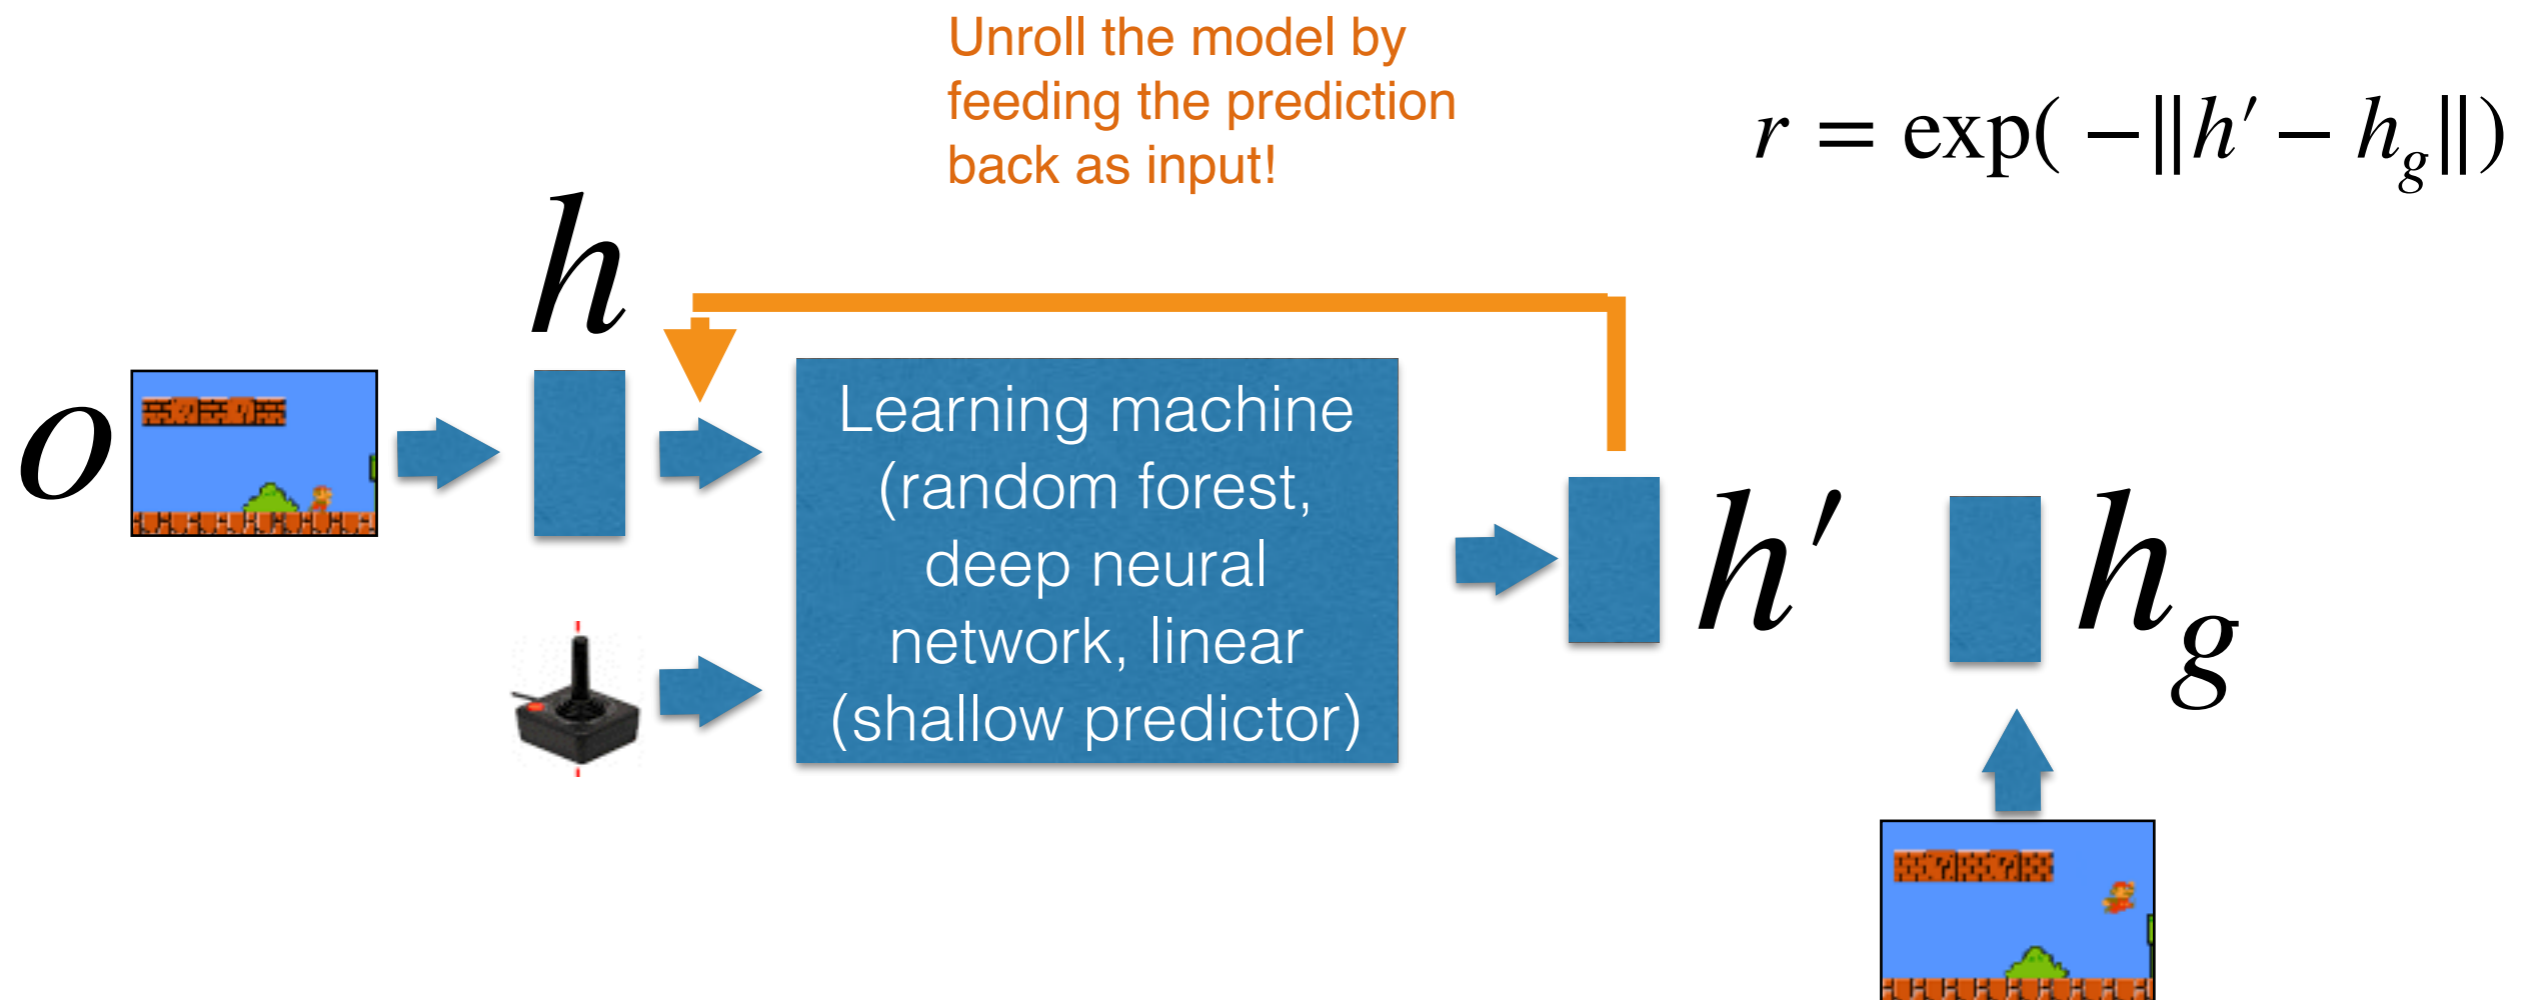 Unroll the model by
feeding the prediction
back as input!
r = exp( −‖h′ − h_g‖)
h
o
Learning machine
(random forest,
deep neural
network, linear
(shallow predictor)
h′
h_g